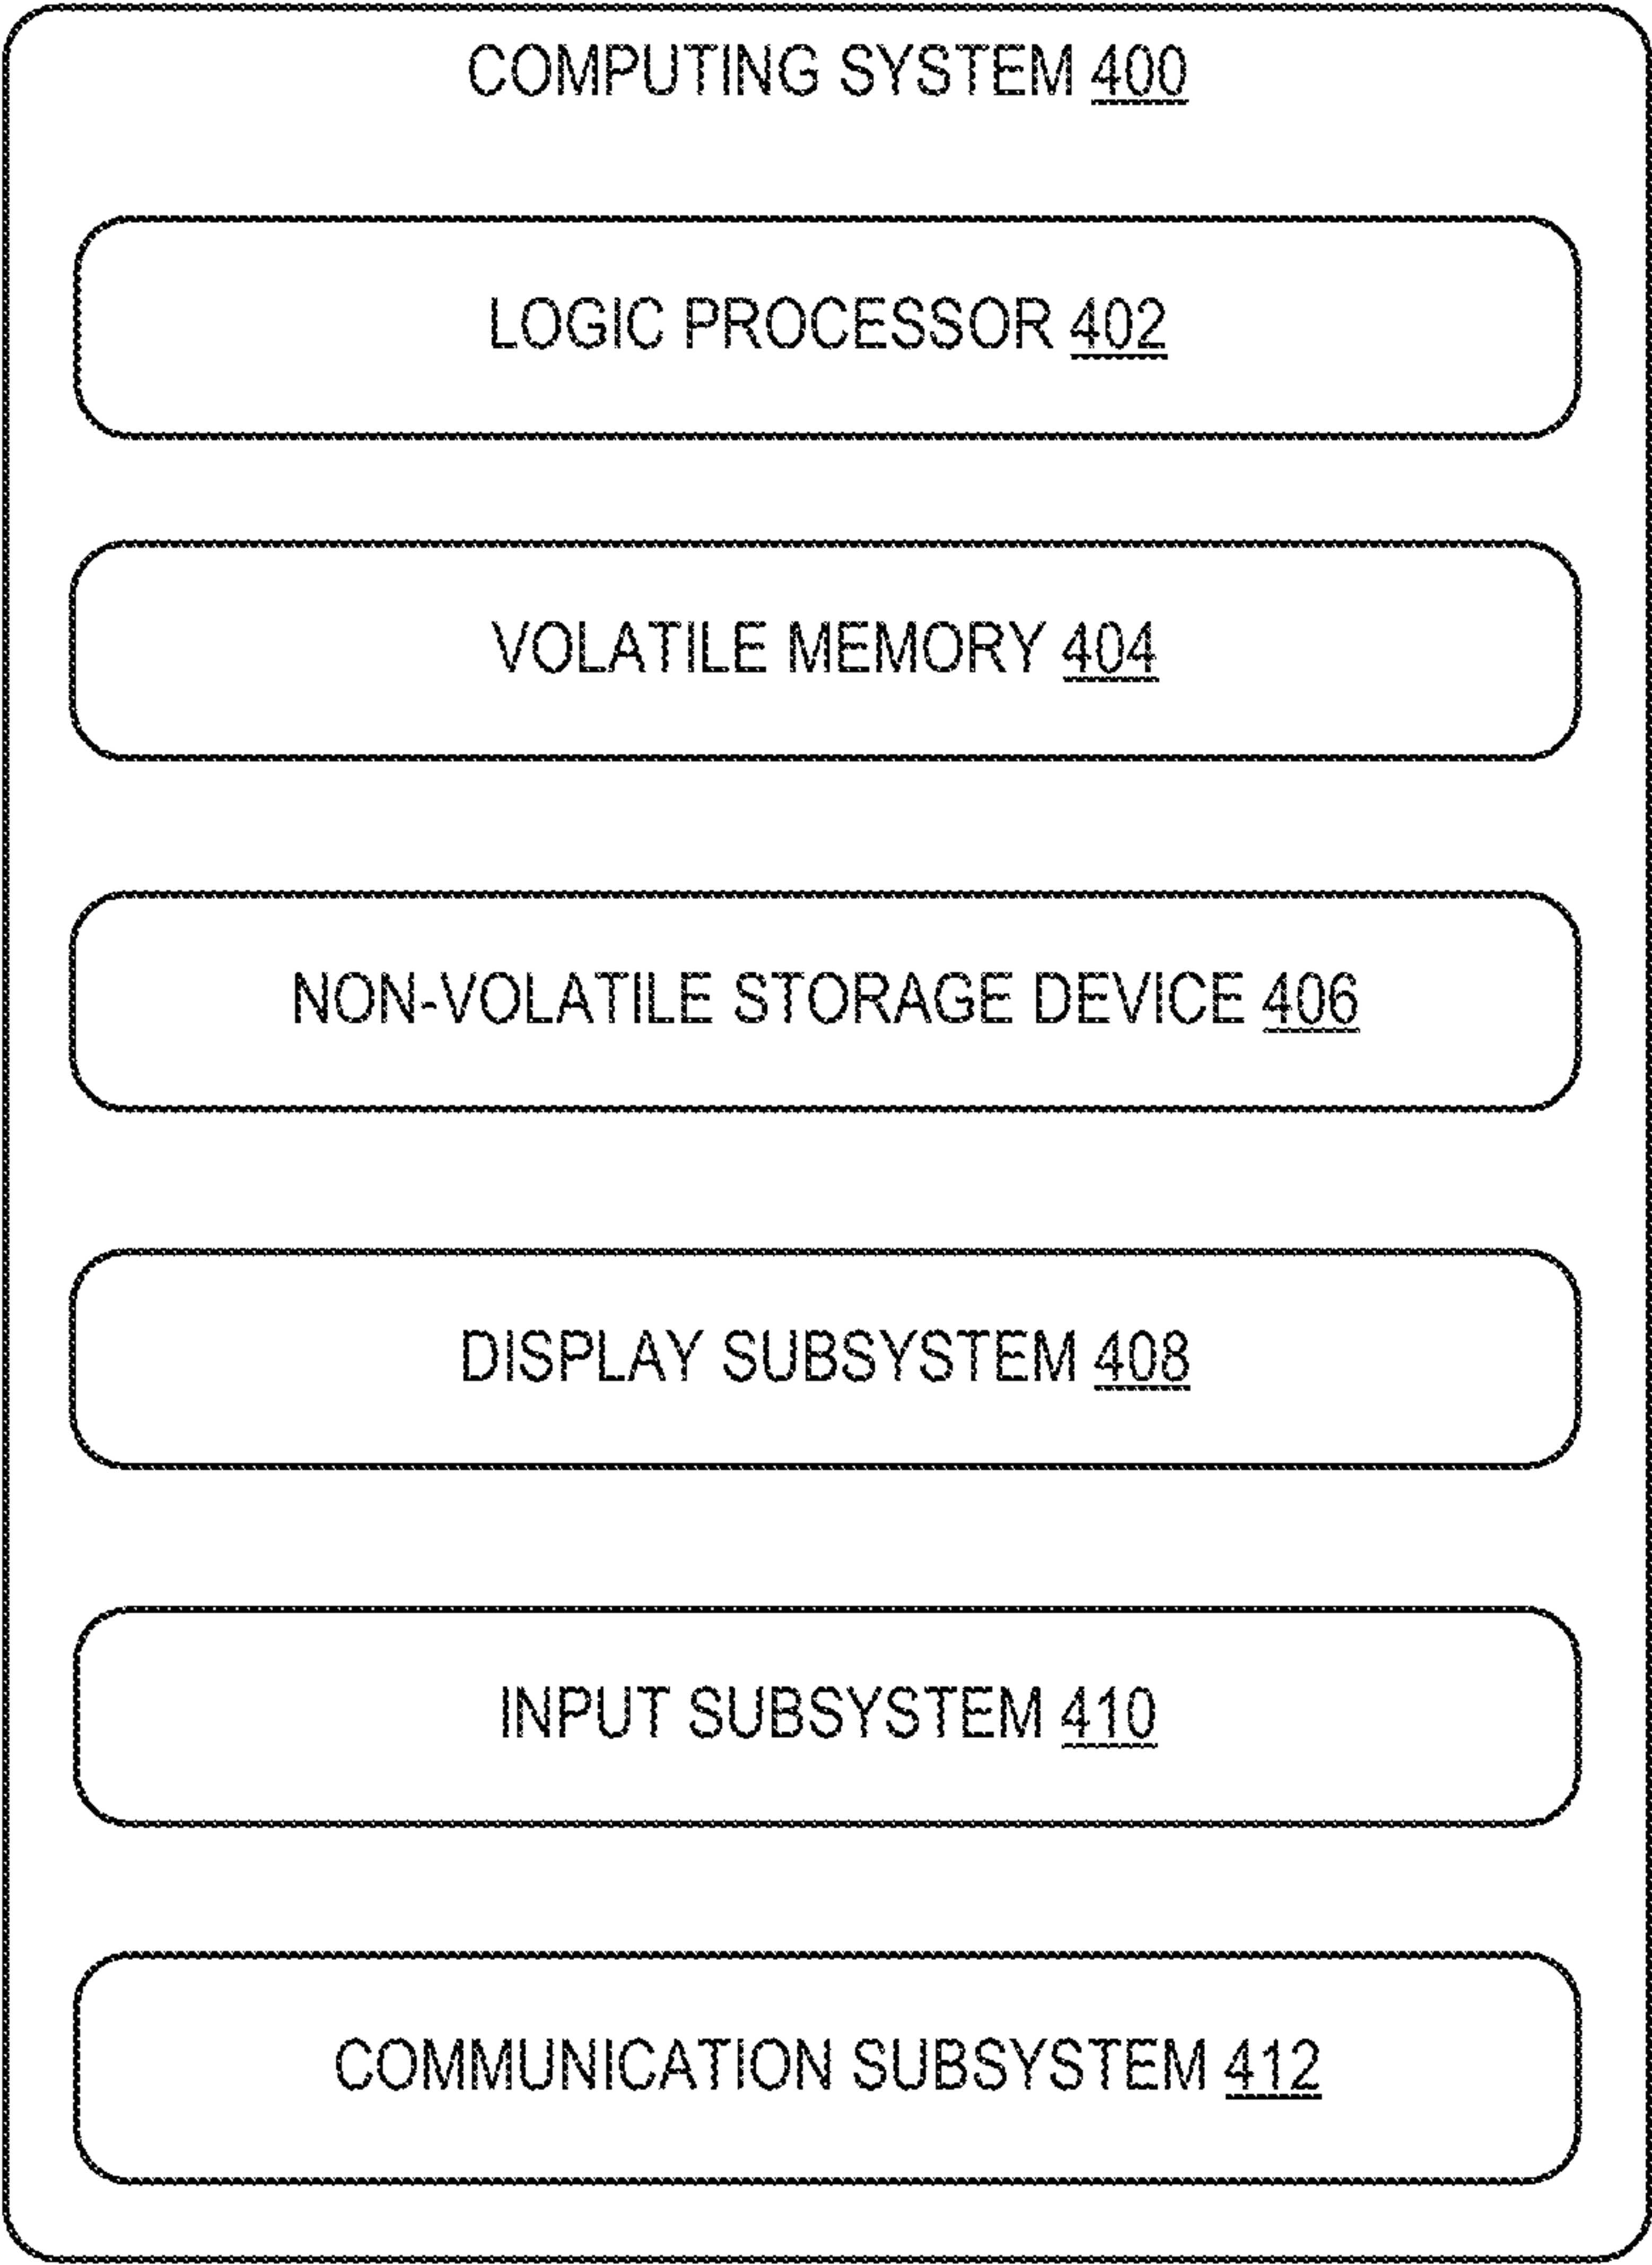 COMPUTING SYSTEM 400
LOGIC PROCESSOR 402
VOLATILE MEMORY 404
NON-VOLATILE STORAGE DEVICE 406
DISPLAY SUBSYSTEM 408
INPUT SUBSYSTEM 410
COMMUNICATION SUBSYSTEM 412